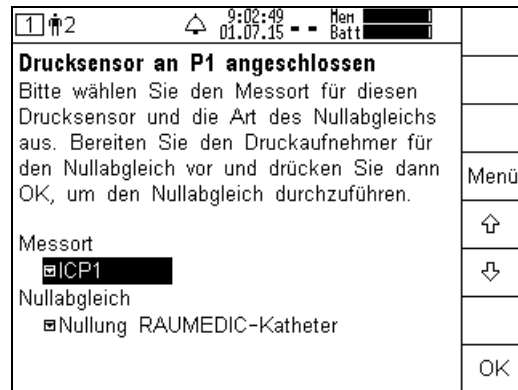 1 2 9:02:49 Mem
01.07.15 - - Batt
Drucksensor an P1 angeschlossen
Bitte wählen Sie den Messort für diesen
Drucksensor und die Art des Nullabgleichs
aus. Bereiten Sie den Druckaufnehmer für
den Nullabgleich vor und drücken Sie dann
OK, um den Nullabgleich durchzuführen.
Menü
Messort
ICP1
Nullabgleich
Nullung RAUMEDIC-Katheter
OK